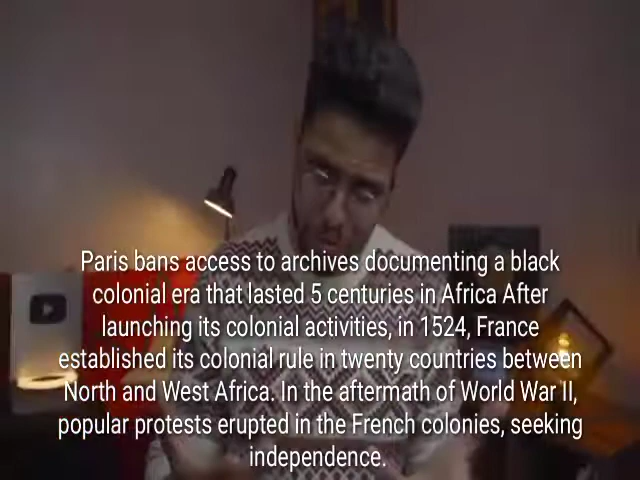 Paris bans access to archives documenting a black
colonial era that lasted 5 centuries in Africa After
launching its colonial activities, in 1524, France
established its colonial rule in twenty countries between
North and West Africa. In the aftermath of World War II,
popular protests erupted in the French colonies, seeking
independence.